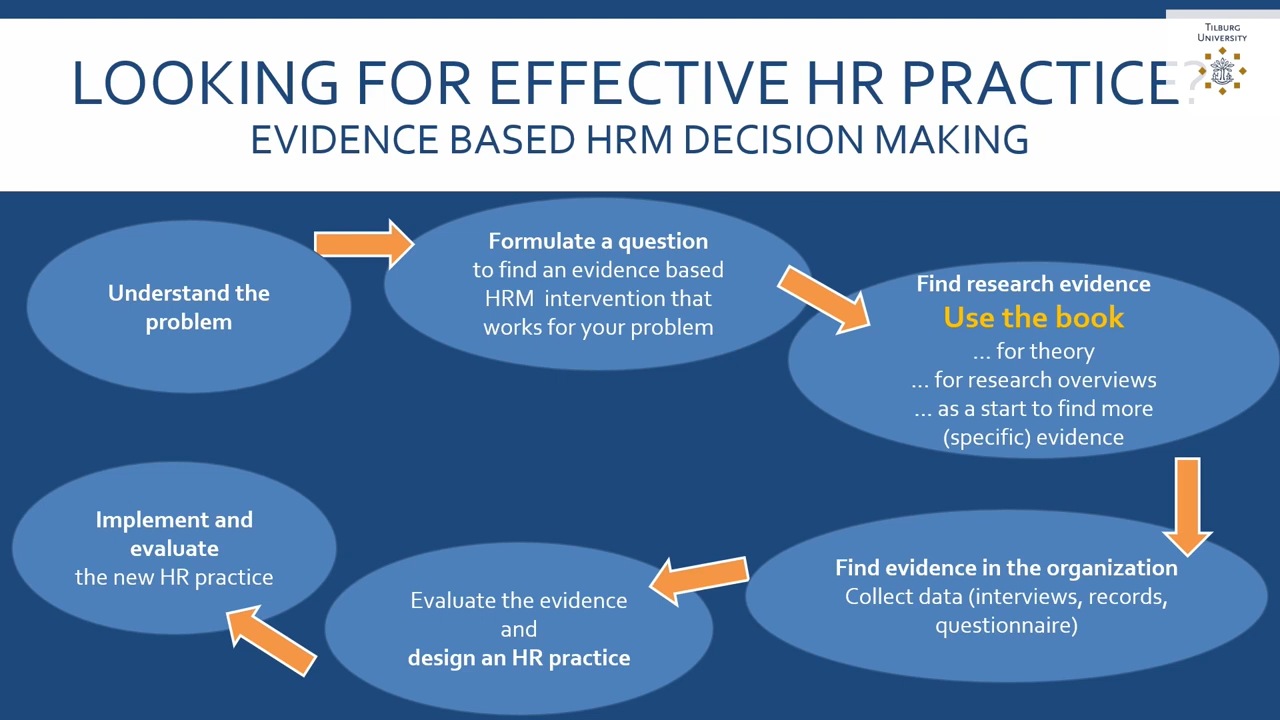 TILBURG
UNIVERSITY
LOOKING FOR EFFECTIVE HR PRACTICE?
EVIDENCE BASED HRM DECISION MAKING
Understand the
problem
Formulate a question
to find an evidence based
HRM intervention that
works for your problem
Find research evidence
Use the book
... for theory
... for research overviews
... as a start to find more
(specific) evidence
Find evidence in the organization
Collect data (interviews, records,
questionnaire)
Evaluate the evidence
and
design an HR practice
Implement and
evaluate
the new HR practice